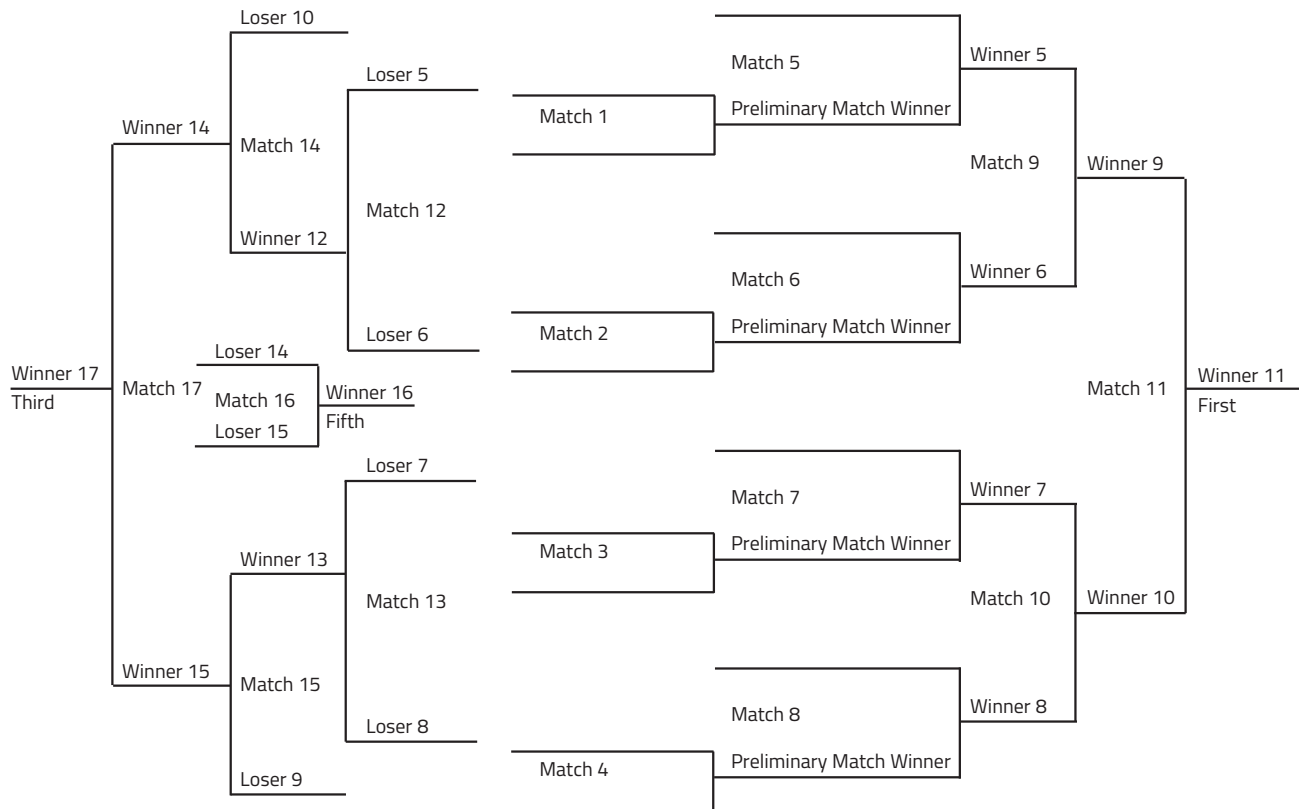 Loser 10
Loser 5
Winner 14
Match 14
Match 12
Winner 12
Loser 6
Loser 14
Winner 17
Third
Match 17
Match 16
Winner 16
Fifth
Loser 15
Loser 7
Winner 13
Match 13
Winner 15
Match 15
Loser 8
Loser 9
Match 1
Match 2
Match 3
Match 4
Match 5
Preliminary Match Winner
Match 6
Preliminary Match Winner
Match 7
Preliminary Match Winner
Match 8
Preliminary Match Winner
Winner 5
Match 9
Winner 6
Winner 7
Match 10
Winner 8
Winner 9
Match 11
Winner 10
Winner 11
First